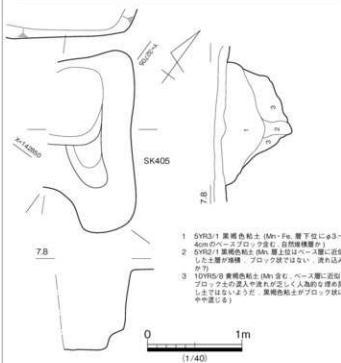 Y=-32705
X=-142850
SK405
7.8
7.8
1
3
2
3
1 5YR3/1 黒褐色粘土 (Mn・Fe, 層下位にφ3～
4cmのベースブロック含む, 自然堆積層か)
2 5YR2/1 黒褐色粘土 (Mn, 層上位はベース層に近似
した土層が堆積, ブロック状ではない, 流れ込み
か?)
3 10YR5/8 黄褐色粘土 (Mn 含む, ベース層に近似
ブロック土の混入や流れが乏しく人為的な埋め戻
し土ではないようだ, 黒褐色粘土がブロック状に
やや混じる)
0 1m
(1/40)